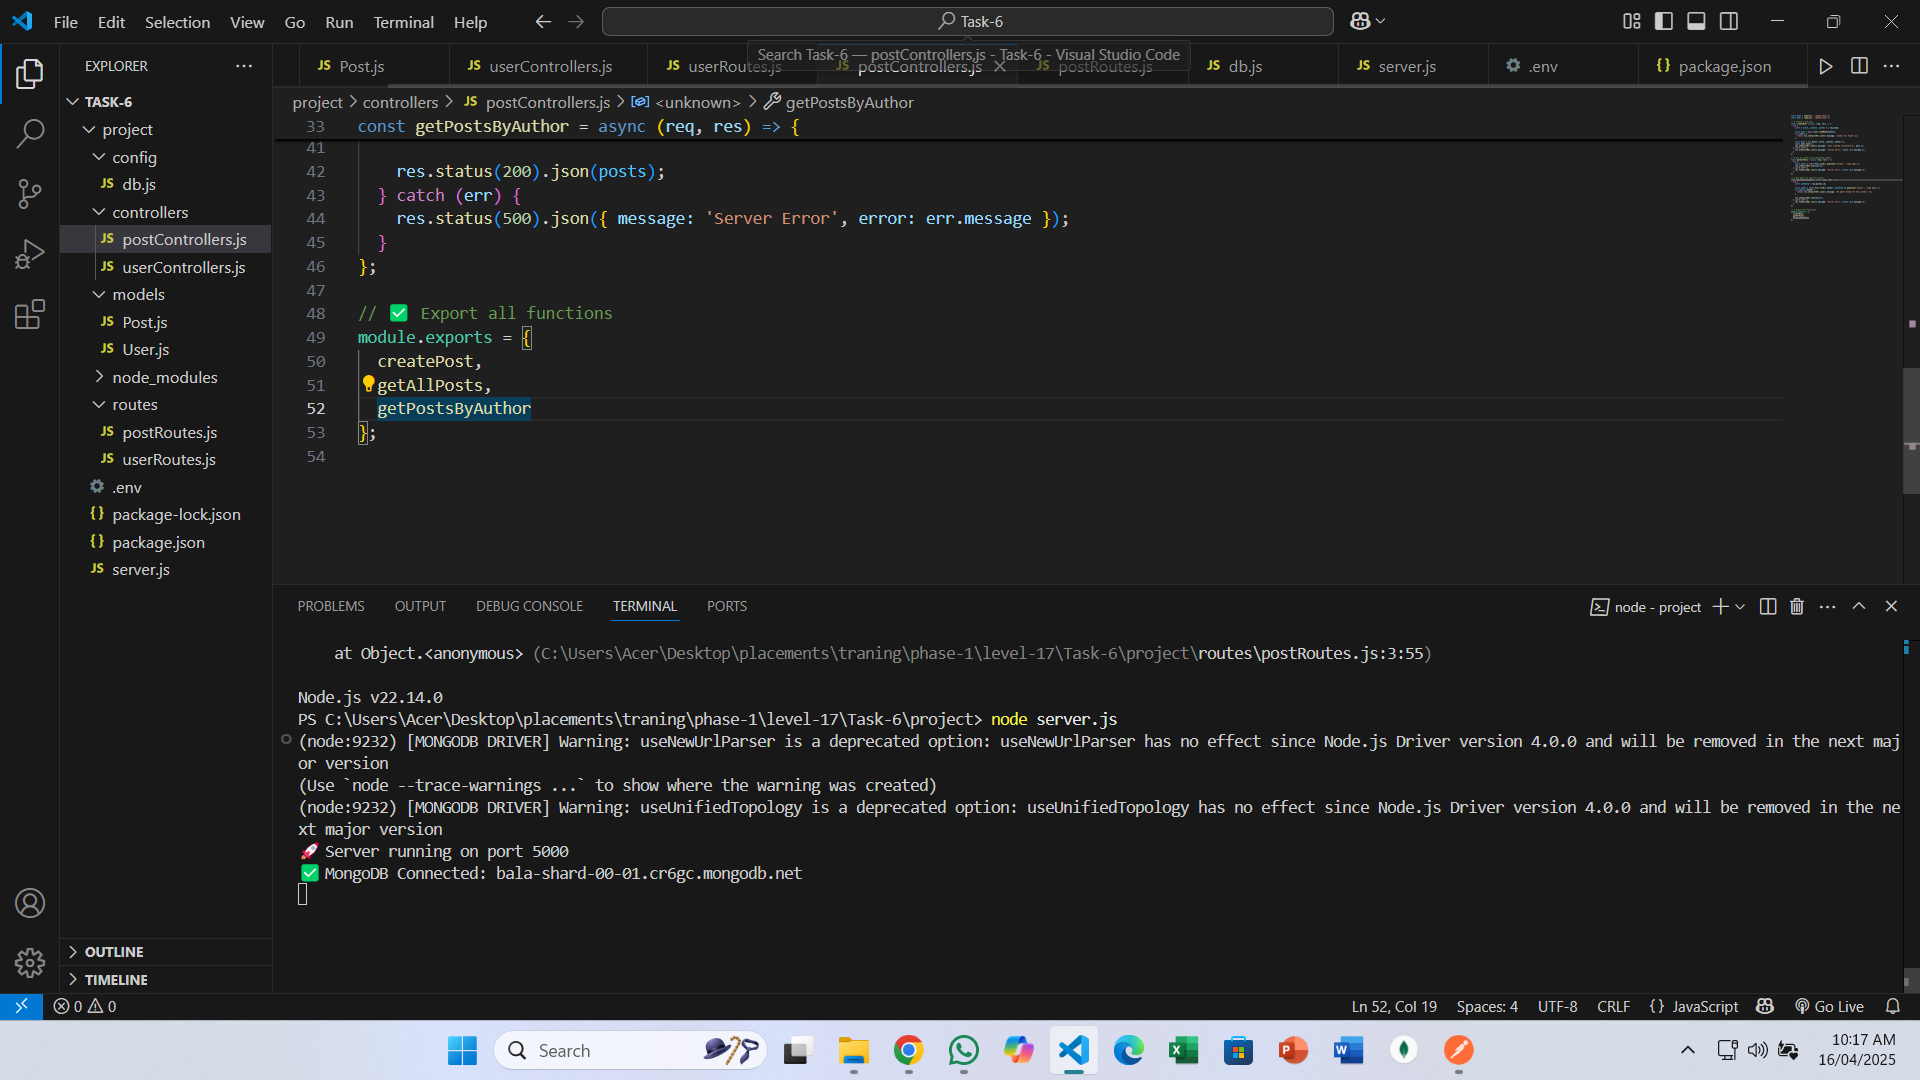 File Edit Selection View Go Run Terminal Help
Task-6
Search Task-6 — postControllers.js - Task-6 - Visual Studio Code
EXPLORER
Post.js
userControllers.js
userRoutes.js
postControllers.js
postRoutes.js
db.js
server.js
.env
package.json
TASK-6
project
config
db.js
controllers
postControllers.js
userControllers.js
models
Post.js
User.js
node_modules
routes
postRoutes.js
userRoutes.js
.env
package-lock.json
package.json
server.js
OUTLINE
TIMELINE
project > controllers > JS postControllers.js > <unknown> > getPostsByAuthor
33 const getPostsByAuthor = async (req, res) => {
41
42 res.status(200).json(posts);
43 } catch (err) {
44 res.status(500).json({ message: 'Server Error', error: err.message });
45 }
46 };
47
48 // ✅ Export all functions
49 module.exports = {
50 createPost,
51 getAllPosts,
52 getPostsByAuthor
53 };
54
PROBLEMS OUTPUT DEBUG CONSOLE TERMINAL PORTS
node - project
at Object.<anonymous> (C:\Users\Acer\Desktop\placements\traning\phase-1\level-17\Task-6\project\routes\postRoutes.js:3:55)
Node.js v22.14.0
PS C:\Users\Acer\Desktop\placements\traning\phase-1\level-17\Task-6\project> node server.js
(node:9232) [MONGODB DRIVER] Warning: useNewUrlParser is a deprecated option: useNewUrlParser has no effect since Node.js Driver version 4.0.0 and will be removed in the next maj
or version
(Use `node --trace-warnings ...` to show where the warning was created)
(node:9232) [MONGODB DRIVER] Warning: useUnifiedTopology is a deprecated option: useUnifiedTopology has no effect since Node.js Driver version 4.0.0 and will be removed in the ne
xt major version
🚀 Server running on port 5000
✅ MongoDB Connected: bala-shard-00-01.cr6gc.mongodb.net
0 0
Ln 52, Col 19 Spaces: 4 UTF-8 CRLF {} JavaScript Go Live
Search
10:17 AM
16/04/2025